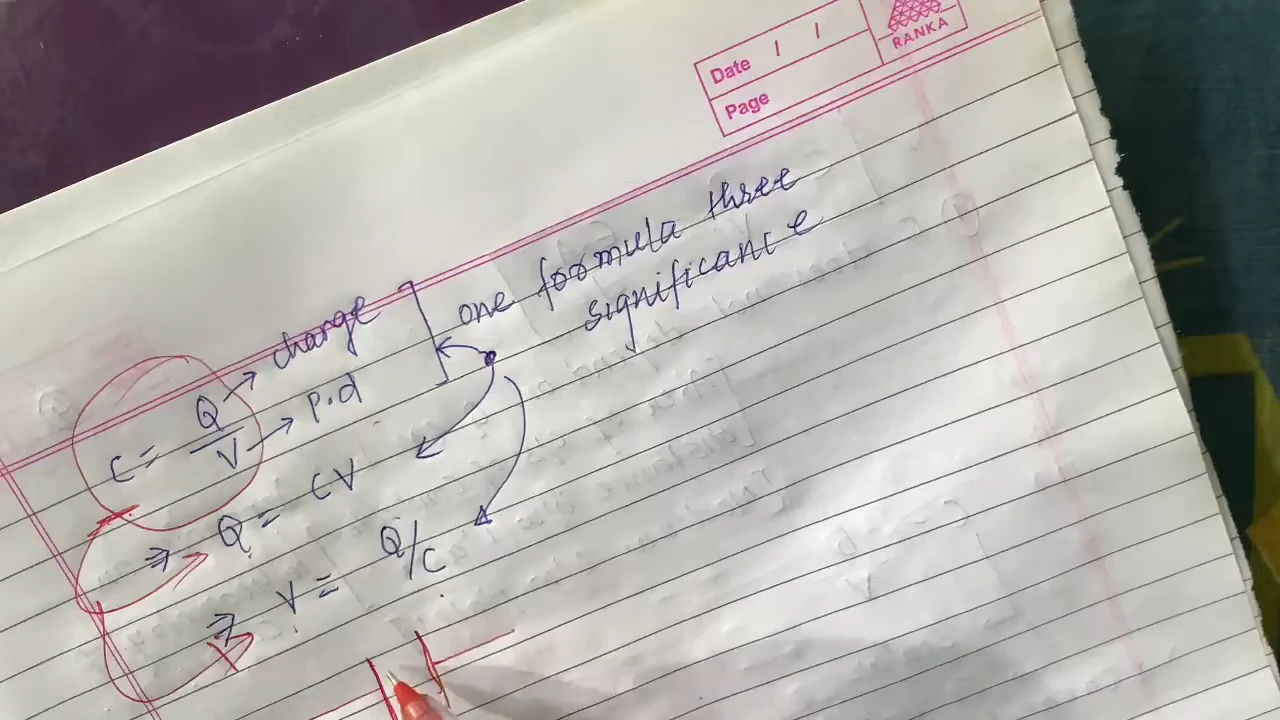 RANKA
Date / /
Page
one formula three
significance
C = Q/V → charge
→ P.d
⇒ Q = CV
⇒ V = Q/C